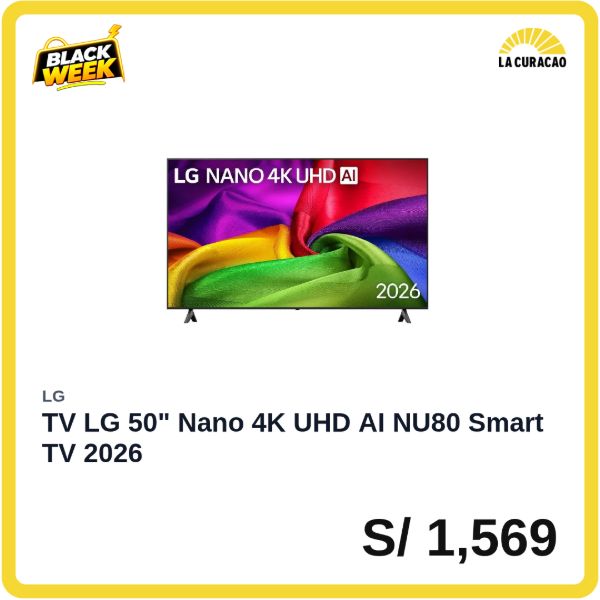 BLACK
WEEK
LA CURACAO
LG NANO 4K UHD AI
2026
LG
TV LG 50" Nano 4K UHD AI NU80 Smart
TV 2026
S/ 1,569